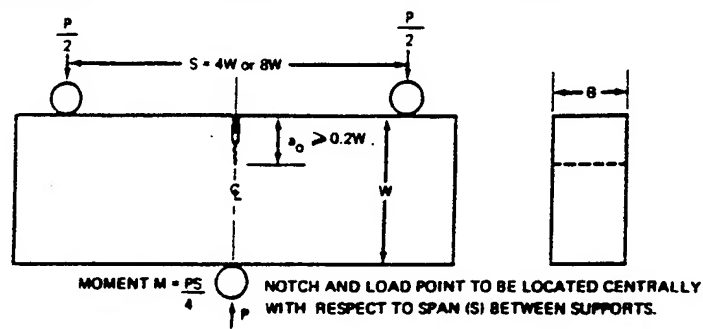 P/2 P/2
S = 4W or 8W
B
a₀ ⩾ 0.2W
W
℄
MOMENT M = PS/4 NOTCH AND LOAD POINT TO BE LOCATED CENTRALLY
P WITH RESPECT TO SPAN (S) BETWEEN SUPPORTS.